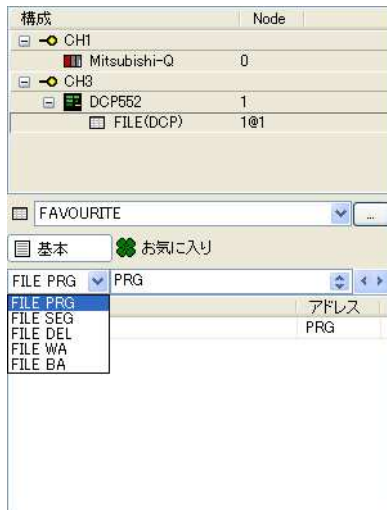 構成 Node
CH1
Mitsubishi-Q 0
CH3
DCP552 1
FILE(DCP) 1@1
FAVOURITE ...
基本 お気に入り
FILE PRG PRG
FILE PRG アドレス
FILE SEG PRG
FILE DEL
FILE WA
FILE BA